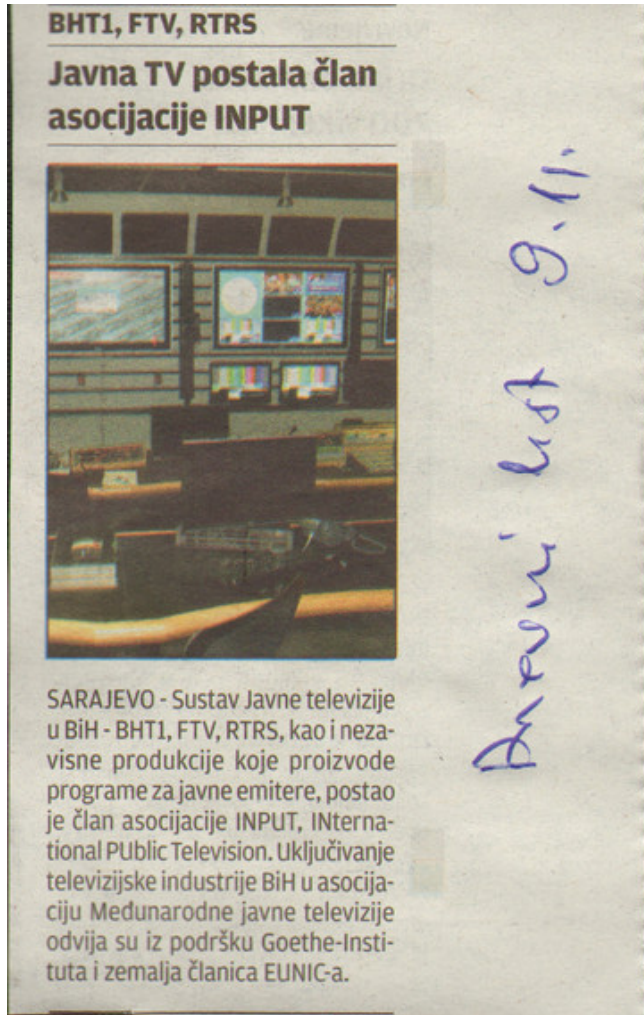 BHT1, FTV, RTRS
Javna TV postala član
asocijacije INPUT
SARAJEVO - Sustav Javne televizije
u BiH - BHT1, FTV, RTRS, kao i neza-
visne produkcije koje proizvode
programe za javne emitere, postao
je član asocijacije INPUT, INterna-
tional PUblic Television. Uključivanje
televizijske industrije BiH u asocija-
ciju Međunarodne javne televizije
odvija su iz podršku Goethe-Insti-
tuta i zemalja članica EUNIC-a.
Dnevni list 9.11.